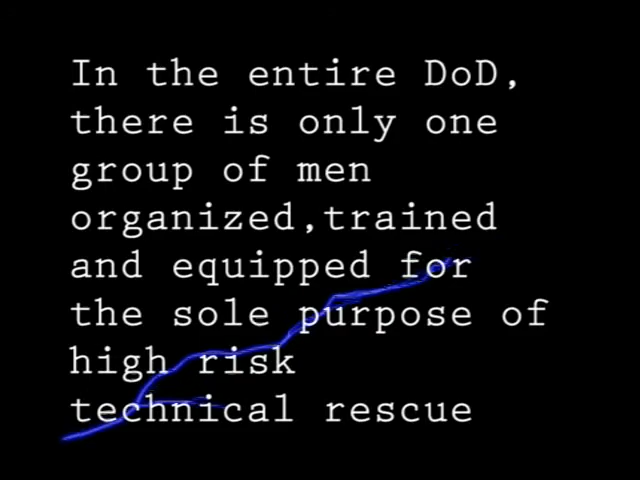 In the entire DoD,
there is only one
group of men
organized,trained
and equipped for
the sole purpose of
high risk
technical rescue